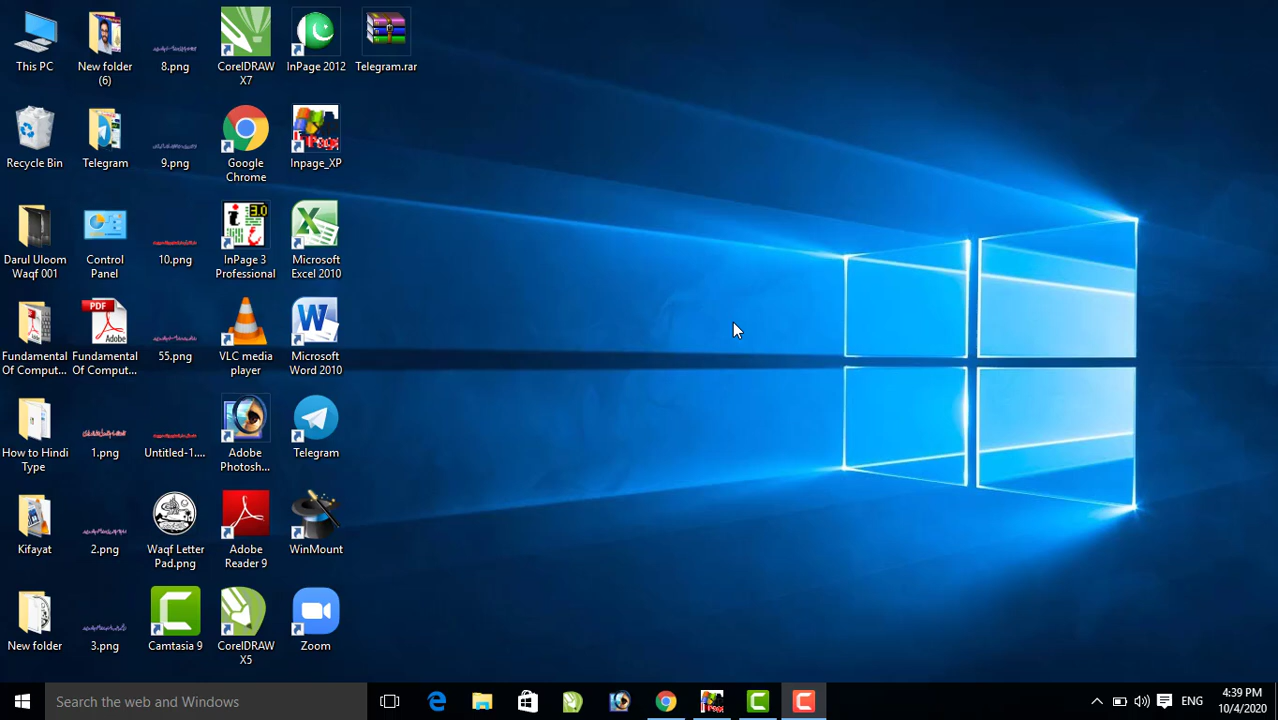 This PC
New folder
(6)
8.png
CorelDRAW
X7
InPage 2012
Telegram.rar
Recycle Bin
Telegram
9.png
Google
Chrome
Inpage_XP
Darul Uloom
Waqf 001
Control
Panel
10.png
3.0
InPage 3
Professional
Microsoft
Excel 2010
Fundamental
Of Comput...
PDF
Adobe
Fundamental
Of Comput...
55.png
VLC media
player
Microsoft
Word 2010
How to Hindi
Type
1.png
Untitled-1....
Adobe
Photosh...
Telegram
Kifayat
2.png
Waqf Letter
Pad.png
Adobe
Reader 9
WinMount
New folder
3.png
Camtasia 9
CorelDRAW
X5
Zoom
Search the web and Windows
ENG
4:39 PM
10/4/2020